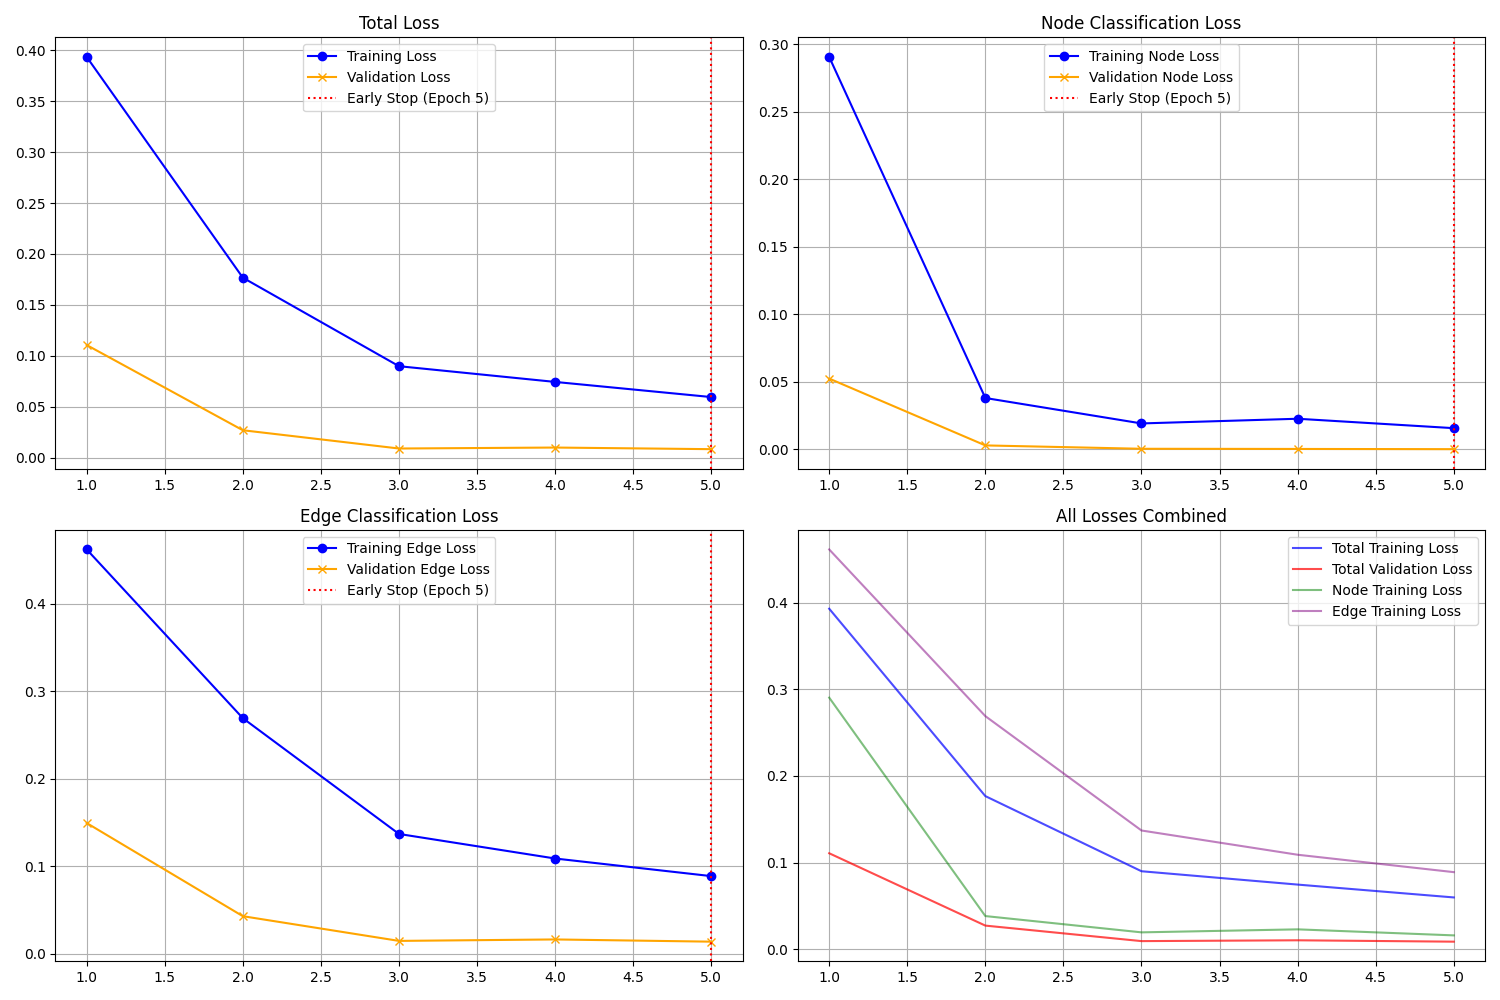 Total Loss
Training Loss
Validation Loss
Early Stop (Epoch 5)
0.40
0.35
0.30
0.25
0.20
0.15
0.10
0.05
0.00
1.0 1.5 2.0 2.5 3.0 3.5 4.0 4.5 5.0
Node Classification Loss
Training Node Loss
Validation Node Loss
Early Stop (Epoch 5)
0.30
0.25
0.20
0.15
0.10
0.05
0.00
1.0 1.5 2.0 2.5 3.0 3.5 4.0 4.5 5.0
Edge Classification Loss
Training Edge Loss
Validation Edge Loss
Early Stop (Epoch 5)
0.4
0.3
0.2
0.1
0.0
1.0 1.5 2.0 2.5 3.0 3.5 4.0 4.5 5.0
All Losses Combined
Total Training Loss
Total Validation Loss
Node Training Loss
Edge Training Loss
0.4
0.3
0.2
0.1
0.0
1.0 1.5 2.0 2.5 3.0 3.5 4.0 4.5 5.0